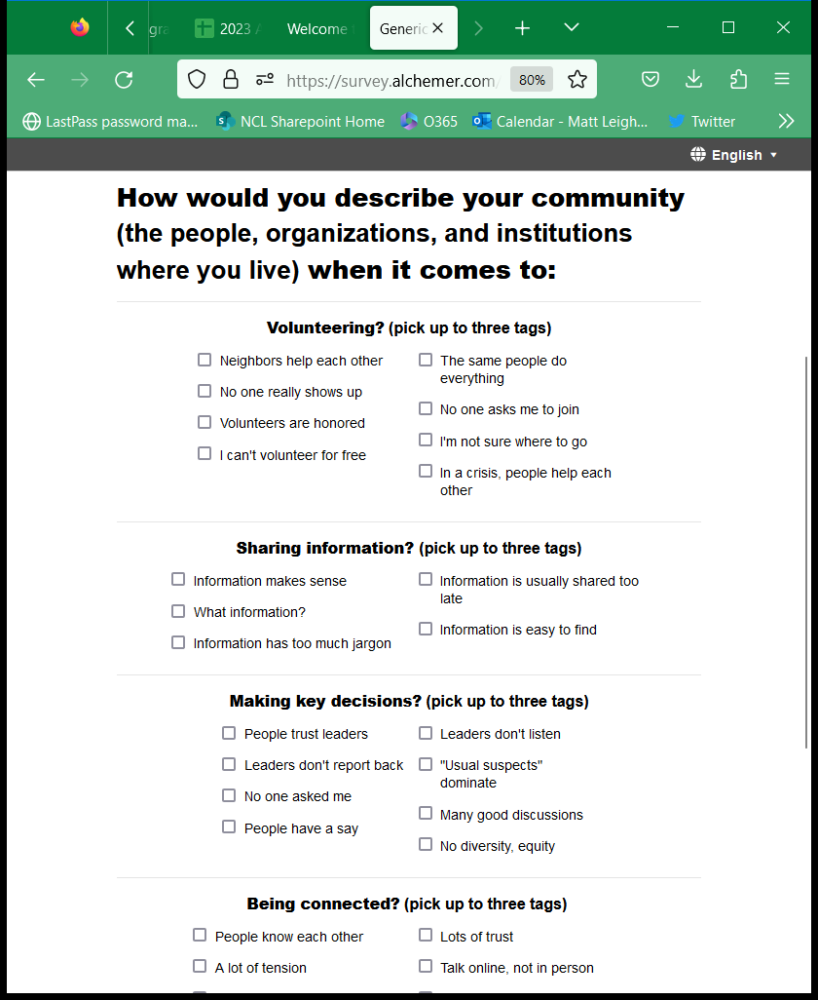 gra
2023 A
Welcome
Generic
https://survey.alchemer.com/
80%
LastPass password ma...
NCL Sharepoint Home
O365
Calendar - Matt Leigh...
Twitter
English
How would you describe your community
(the people, organizations, and institutions
where you live) when it comes to:
Volunteering? (pick up to three tags)
Neighbors help each other
No one really shows up
Volunteers are honored
I can't volunteer for free
The same people do
everything
No one asks me to join
I'm not sure where to go
In a crisis, people help each
other
Sharing information? (pick up to three tags)
Information makes sense
What information?
Information has too much jargon
Information is usually shared too
late
Information is easy to find
Making key decisions? (pick up to three tags)
People trust leaders
Leaders don't report back
No one asked me
People have a say
Leaders don't listen
"Usual suspects"
dominate
Many good discussions
No diversity, equity
Being connected? (pick up to three tags)
People know each other
A lot of tension
Lots of trust
Talk online, not in person